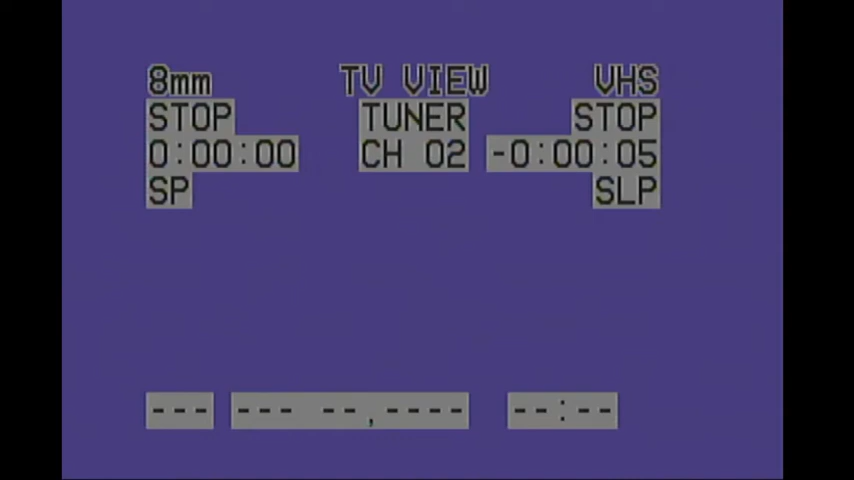 8mm TV VIEW VHS
STOP TUNER STOP
0:00:00 CH 02 -0:00:05
SP SLP
--- --- --,---- --:--